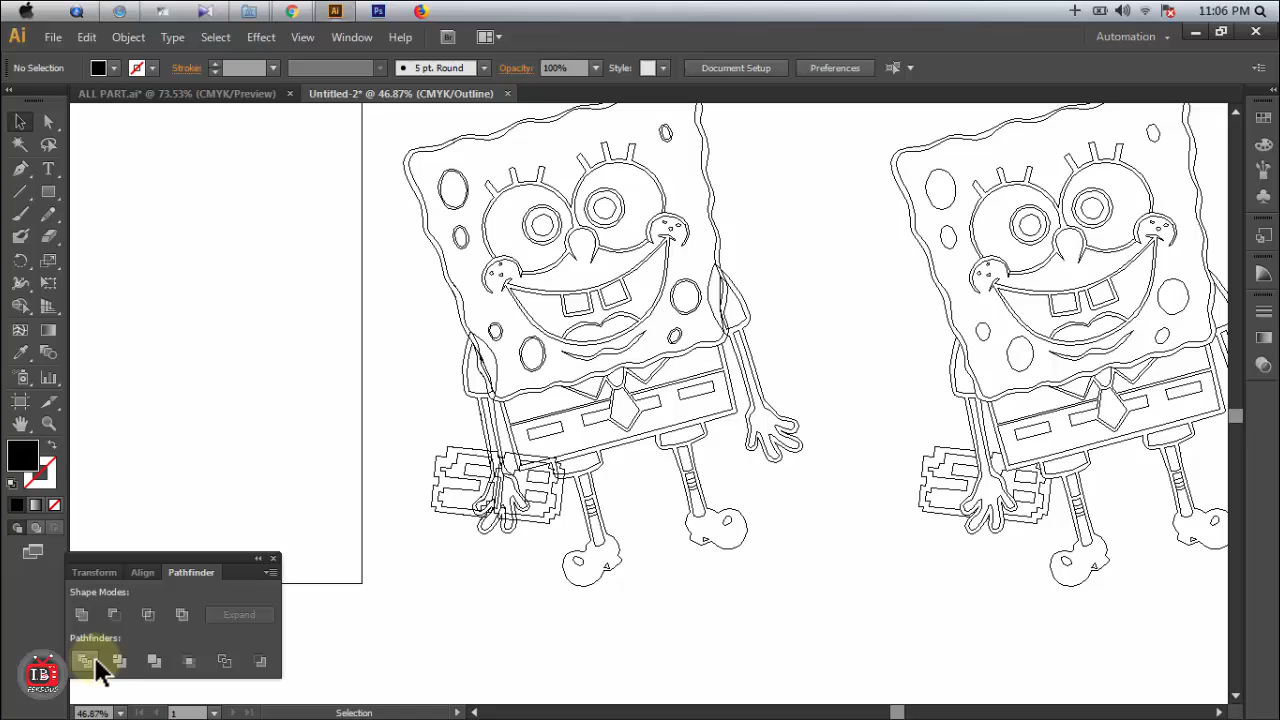 11:06 PM
Ai File Edit Object Type Select Effect View Window Help Br Automation
No Selection Stroke: 5 pt. Round Opacity: 100% Style: Document Setup Preferences
ALL PART.ai* @ 73.53% (CMYK/Preview) × Untitled-2* @ 46.87% (CMYK/Outline) ×
Transform Align Pathfinder
Shape Modes:
Expand
Pathfinders:
I.B
FERDOUS
46.87% 1 Selection